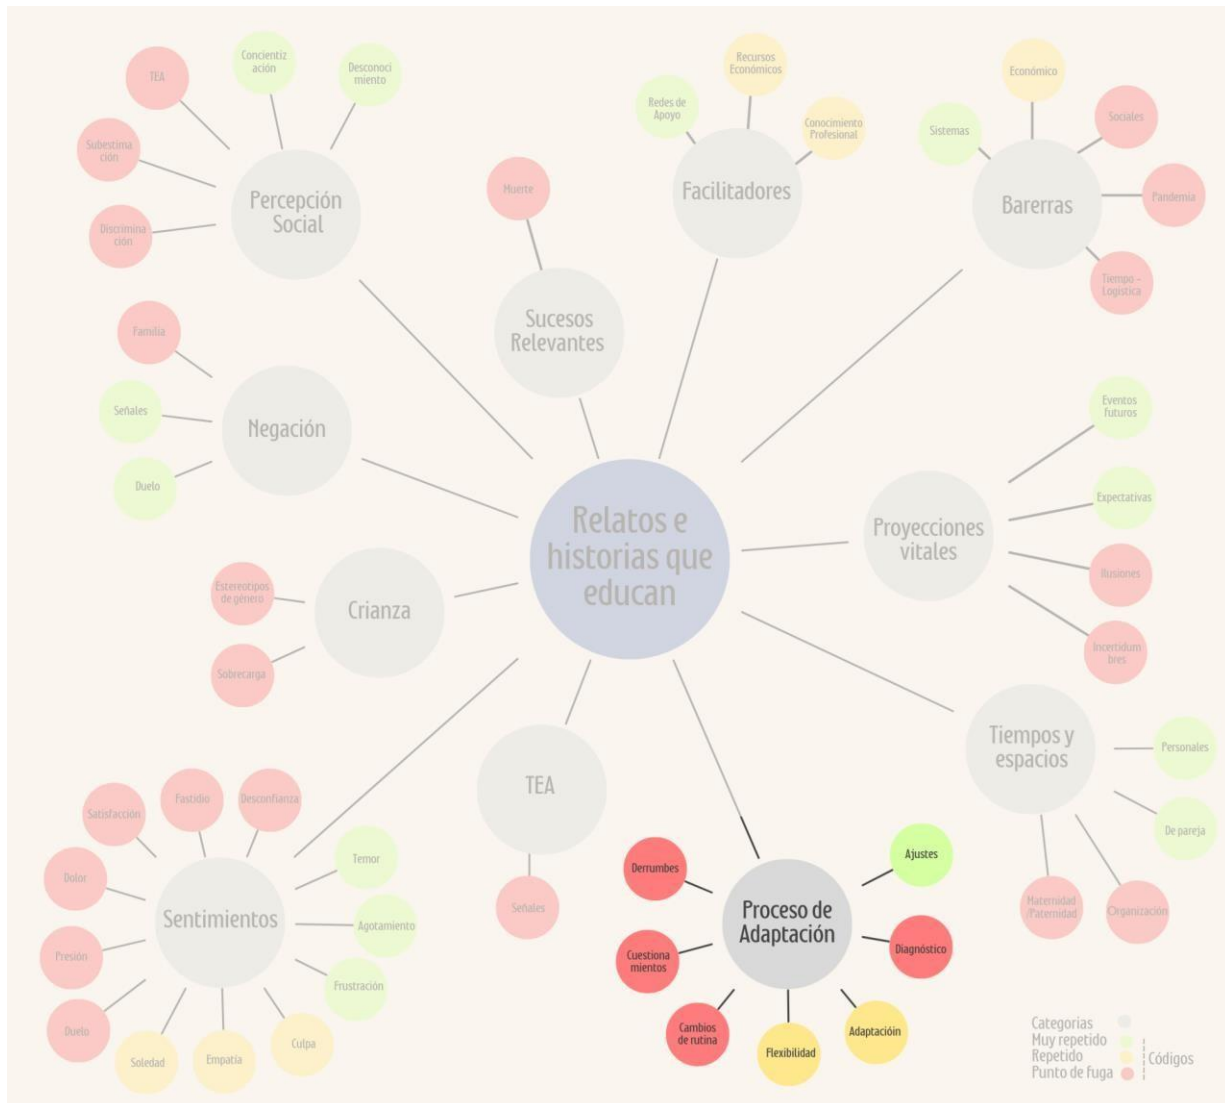 TEA
Concientiz
ación
Desconoci
miento
Subestima
ción
Discrimina
ción
Percepción
Social
Muerte
Sucesos
Relevantes
Redes de
Apoyo
Recursos
Económicos
Conocimiento
Profesional
Facilitadores
Sistemas
Económico
Sociales
Pandemia
Tiempo -
Logística
Barerras
Familia
Señales
Duelo
Negación
Relatos e
historias que
educan
Eventos
futuros
Expectativas
Ilusiones
Incertidum
bres
Proyecciones
vitales
Estereotipos
de género
Sobrecarga
Crianza
Tiempos y
espacios
Personales
De pareja
Maternidad
/Paternidad
Organización
TEA
Señales
Satisfacción
Fastidio
Desconfianza
Dolor
Presión
Duelo
Soledad
Empatía
Culpa
Temor
Agotamiento
Frustración
Sentimientos
Derrumbes
Cuestiona
mientos
Cambios
de rutina
Flexibilidad
Adaptacióin
Diagnóstico
Ajustes
Proceso de
Adaptación
Categorias
Muy repetido
Repetido
Punto de fuga
Códigos